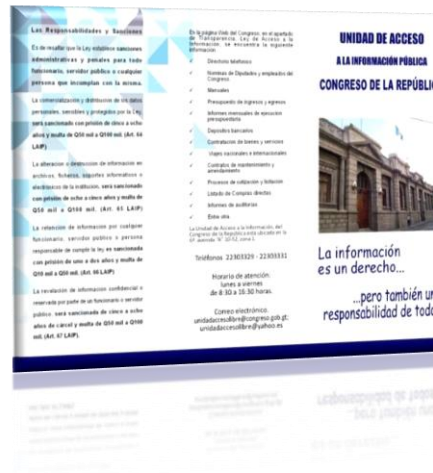 Las Responsabilidades y Sanciones
Es de resaltar que la Ley establece sanciones
administrativas y penales para todo
funcionario, servidor público o cualquier
persona que incumplan con la misma.
La comercialización y distribución de los datos
personales, sensibles y protegidos por la Ley,
será sancionado con prisión de cinco a ocho
años y multa de Q50 mil a Q100 mil. (Art. 64
LAIP)
La alteración o destrucción de información en
archivos, ficheros, soportes informativos o
electrónicos de la institución, será sancionado
con prisión de ocho a cinco años y multa de
Q50 mil a Q100 mil. (Art. 65 LAIP)
La retención de información por cualquier
funcionario, servidor público o persona
responsable de cumplir la ley es sancionado
con prisión de uno a dos años y multa de
Q10 mil a Q50 mil. (Art. 66 LAIP)
La revelación de información confidencial o
reservada por parte de un funcionario o servidor
público será sancionado de cinco a ocho
años de cárcel y multa de Q50 mil a Q100
mil. (Art. 67 LAIP).
En la página Web del Congreso, en el apartado
de Transparencia, Ley de Acceso a la
Información, se encuentra la siguiente
información:
✓ Directorio telefónico
✓ Nóminas de Diputados y empleados del
Congreso
✓ Manuales
✓ Presupuesto de ingresos y egresos
✓ Informes mensuales de ejecución
presupuestaria
✓ Depósitos bancarios
✓ Contratación de bienes y servicios
✓ Viajes nacionales e internacionales
✓ Contratos de mantenimiento y
arrendamiento
✓ Procesos de cotización y licitación
✓ Listado de Compras directas
✓ Informes de auditorías
✓ Entre otra
La Unidad de Acceso a la Información, del
Congreso de la República está ubicada en la
6ª avenida "A" 10-52, zona 1.
Teléfonos: 22303329 - 22303331
Horario de atención:
lunes a viernes
de 8:30 a 16:30 horas.
Correo electrónico:
unidadaccesolibre@congreso.gob.gt;
unidadaccesolibre@yahoo.es
UNIDAD DE ACCESO
A LA INFORMACIÓN PÚBLICA
CONGRESO DE LA REPÚBLIC
La información
es un derecho...
...pero también un
responsabilidad de toda